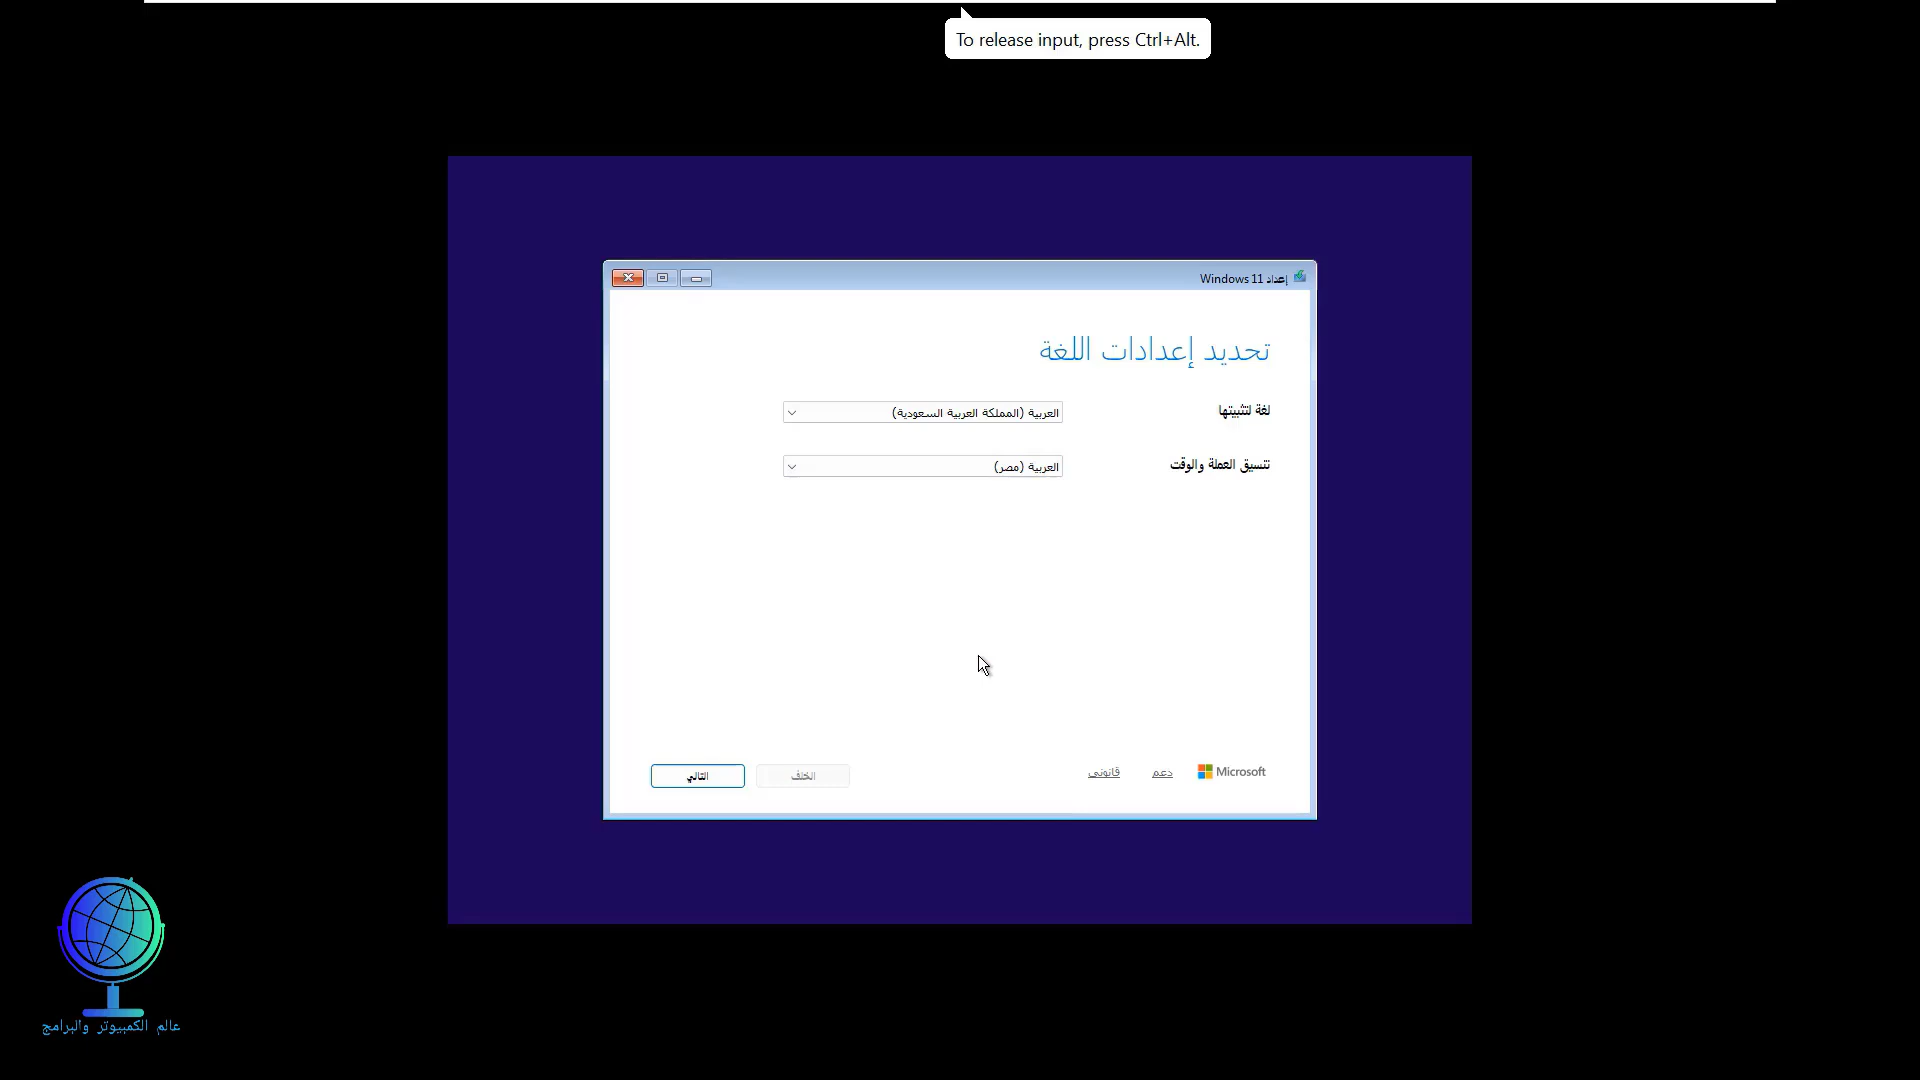 To release input, press Ctrl+Alt.
إعداد Windows 11
تحديد إعدادات اللغة
لغة لتثبيتها
العربية (المملكة العربية السعودية)
تنسيق العملة والوقت
العربية (مصر)
Microsoft
دعم
قانوني
الخلف
التالي
عالم الكمبيوتر والبرامج